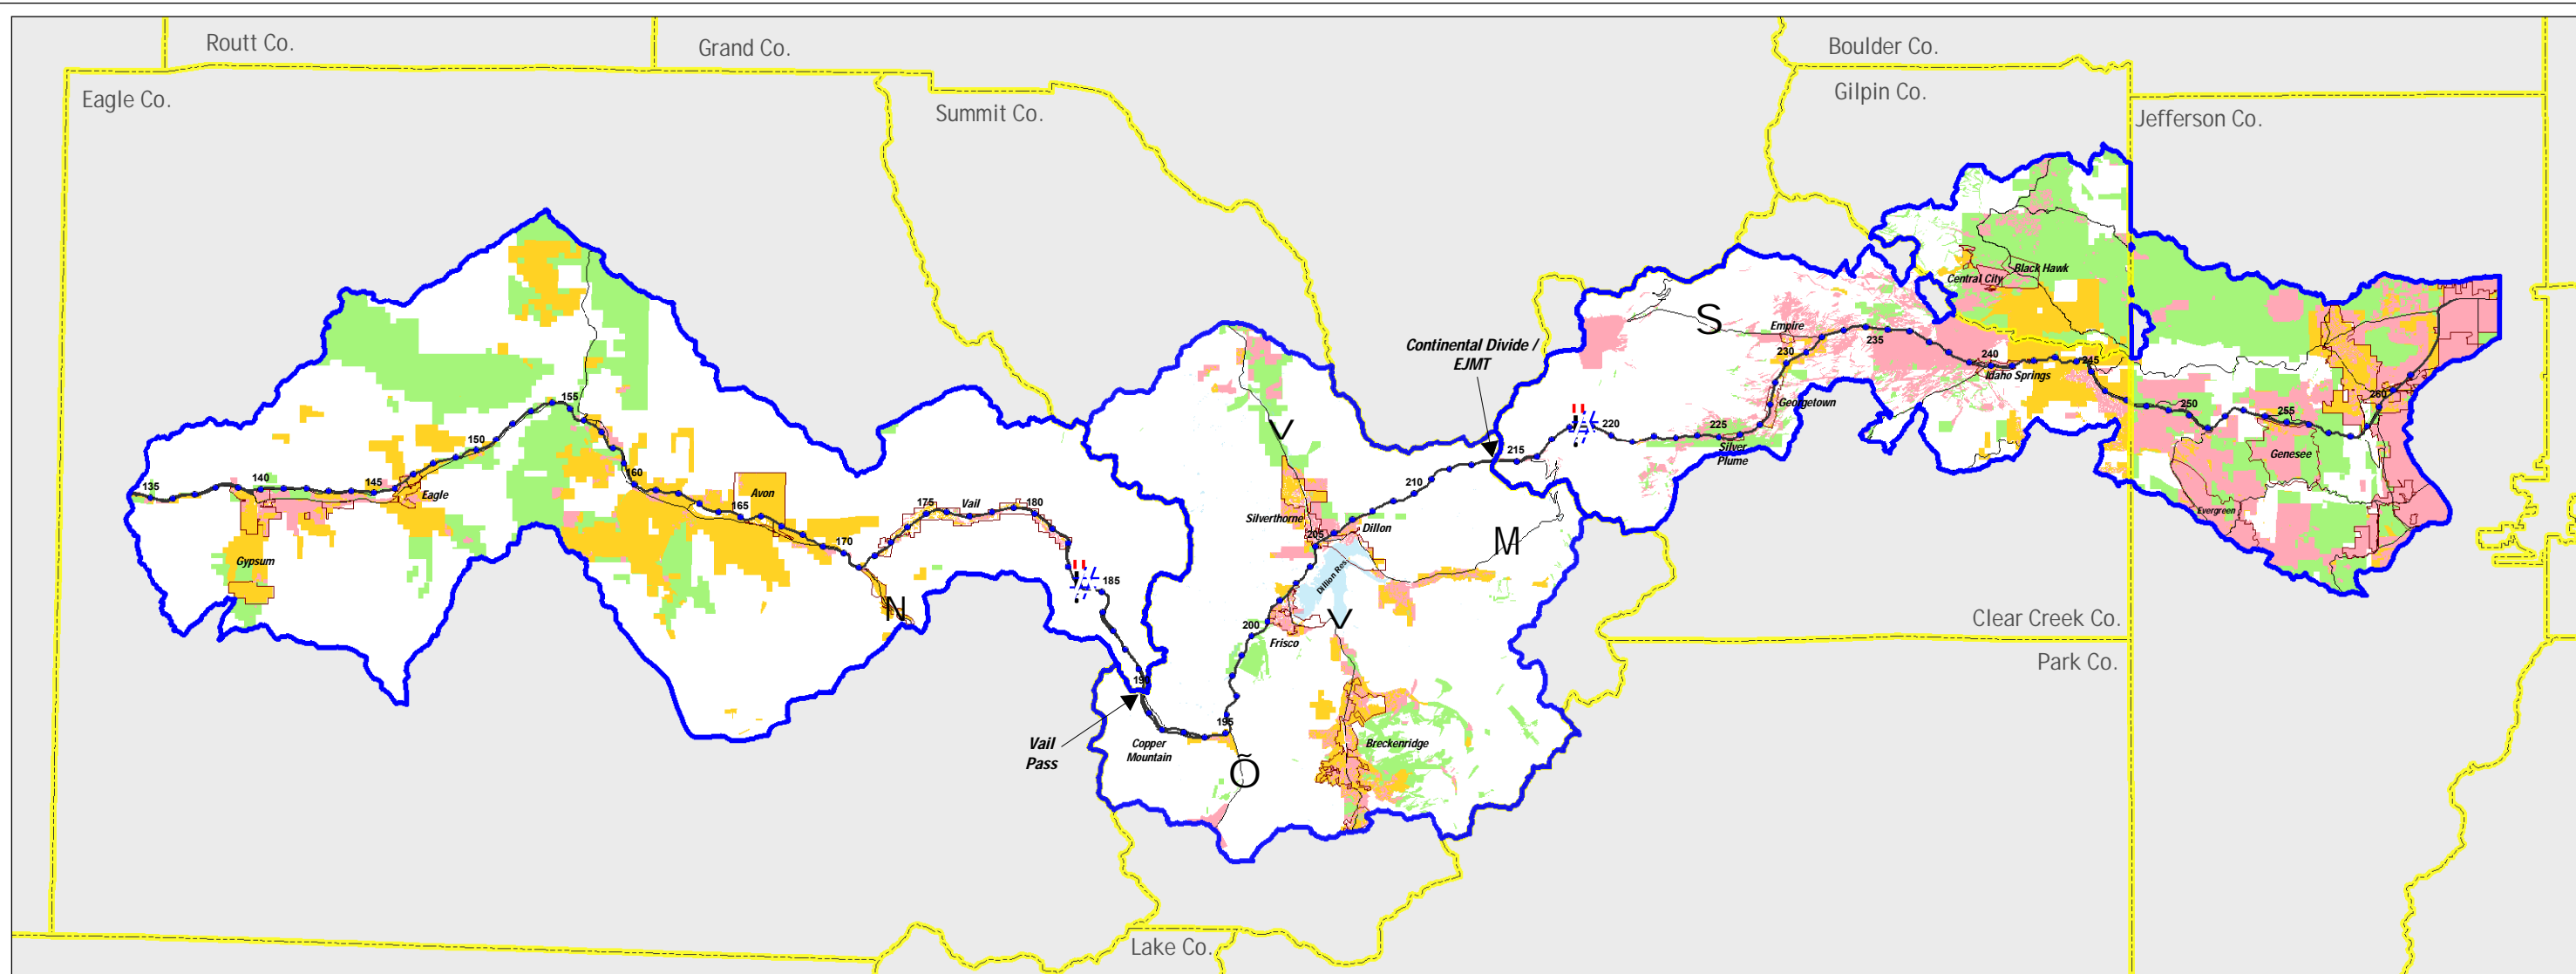 Routt Co.
Grand Co.
Boulder Co.
Eagle Co.
Summit Co.
Gilpin Co.
Jefferson Co.
Central City
Black Hawk
S
Empire
Continental Divide /
EJMT
230
235
240
245
Idaho Springs
Georgetown
155
V
250
255
260
150
215
220
225
Silver
Plume
Genesee
135
140
145
Eagle
160
Avon
165
175
Vail
180
210
Silverthorne
Dillon
Evergreen
170
205
M
Gypsum
185
Dillion Res.
N
200
V
Frisco
Clear Creek Co.
Park Co.
195
Vail
Pass
Copper
Mountain
Breckenridge
Õ
Lake Co.